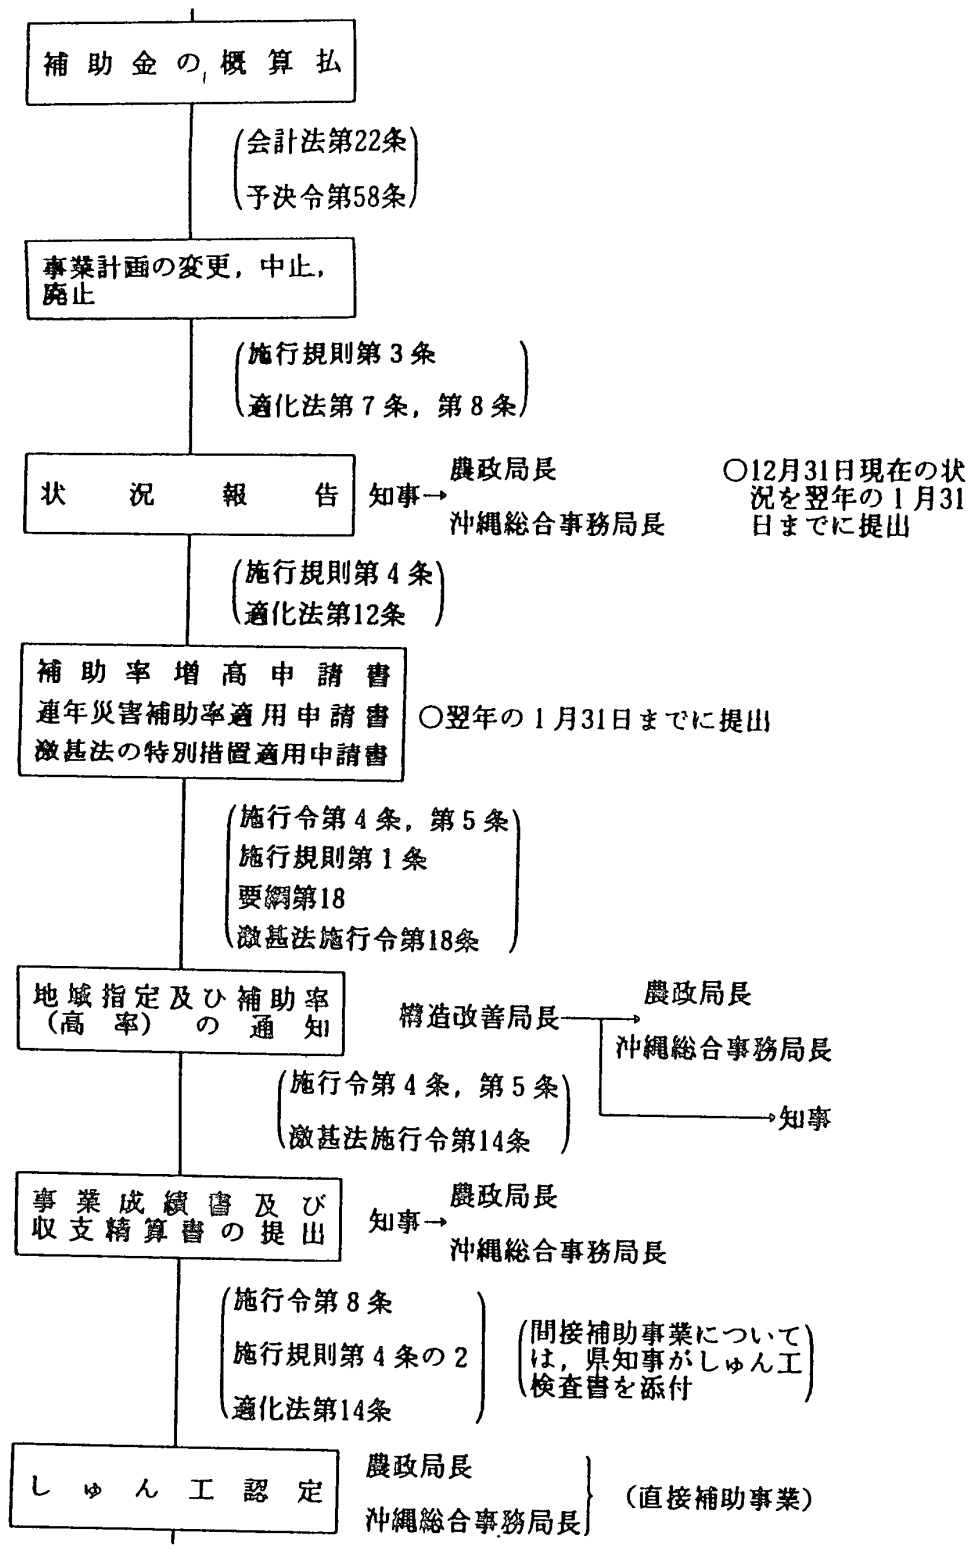 補助金の概算払
会計法第22条
予決令第58条
事業計画の変更，中止，
廃止
施行規則第3条
適化法第7条，第8条
状況報告 知事→ 農政局長
沖縄総合事務局長
○12月31日現在の状
況を翌年の1月31
日までに提出
施行規則第4条
適化法第12条
補助率増高申請書
連年災害補助率適用申請書
激甚法の特別措置適用申請書
○翌年の1月31日までに提出
施行令第4条，第5条
施行規則第1条
要綱第18
激甚法施行令第18条
地域指定及び補助率
（高率）の通知
構造改善局長
農政局長
沖縄総合事務局長
知事
施行令第4条，第5条
激甚法施行令第14条
事業成績書及び
収支精算書の提出
知事→ 農政局長
沖縄総合事務局長
施行令第8条
施行規則第4条の2
適化法第14条
（間接補助事業について
は，県知事がしゅん工
検査書を添付）
しゅん工認定
農政局長
沖縄総合事務局長
（直接補助事業）